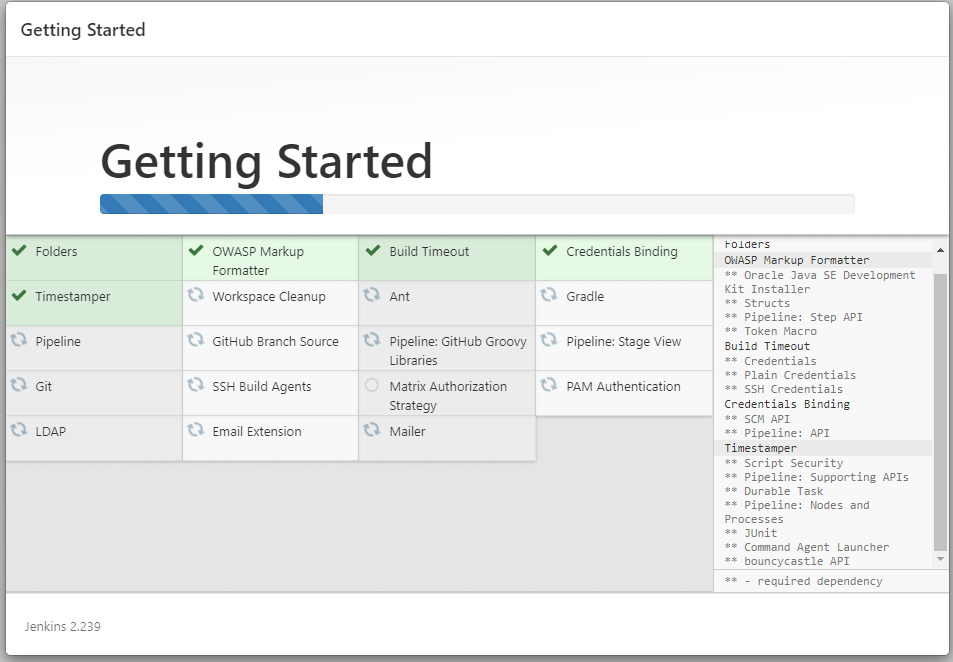 Getting Started
Getting Started
Folders
OWASP Markup
Formatter
Build Timeout
Credentials Binding
Timestamper
Workspace Cleanup
Ant
Gradle
Pipeline
GitHub Branch Source
Pipeline: GitHub Groovy
Libraries
Pipeline: Stage View
Git
SSH Build Agents
Matrix Authorization
Strategy
PAM Authentication
LDAP
Email Extension
Mailer
Folders
OWASP Markup Formatter
** Oracle Java SE Development
Kit Installer
** Structs
** Pipeline: Step API
** Token Macro
Build Timeout
** Credentials
** Plain Credentials
** SSH Credentials
Credentials Binding
** SCM API
** Pipeline: API
Timestamper
** Script Security
** Pipeline: Supporting APIs
** Durable Task
** Pipeline: Nodes and
Processes
** JUnit
** Command Agent Launcher
** bouncycastle API
** - required dependency
Jenkins 2.239